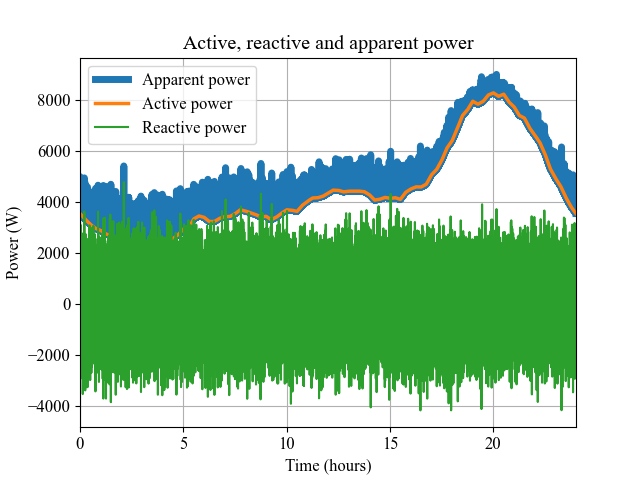 Active, reactive and apparent power
Apparent power
Active power
Reactive power
8000
6000
4000
2000
0
−2000
−4000
Power (W)
0 5 10 15 20
Time (hours)